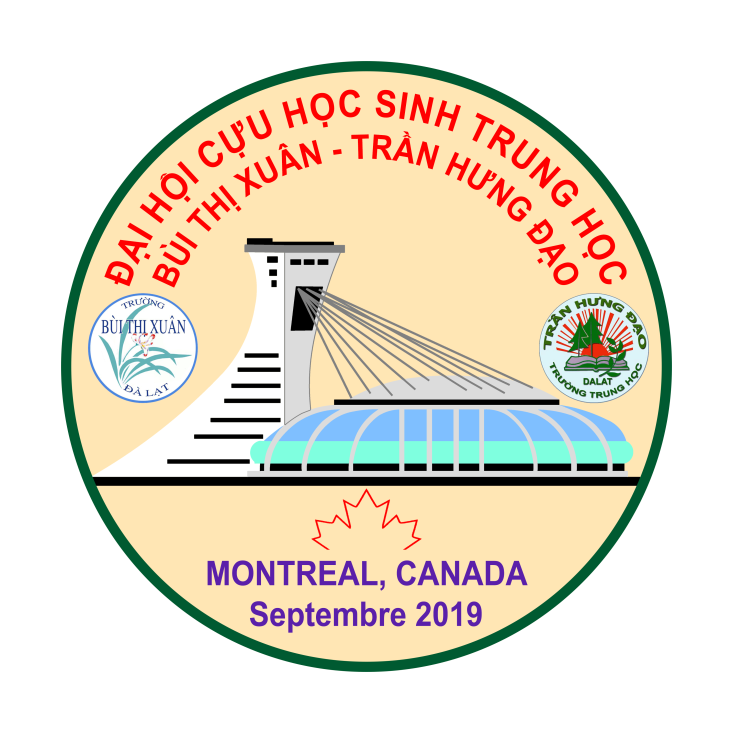 ĐẠI HỘI CỰU HỌC SINH TRUNG HỌC
BÙI THỊ XUÂN - TRẦN HƯNG ĐẠO
TRƯỜNG
BÙI THỊ XUÂN
ĐÀ LẠT
TRẦN HƯNG ĐẠO
DALAT
TRƯỜNG TRUNG HỌC
MONTREAL, CANADA
Septembre 2019